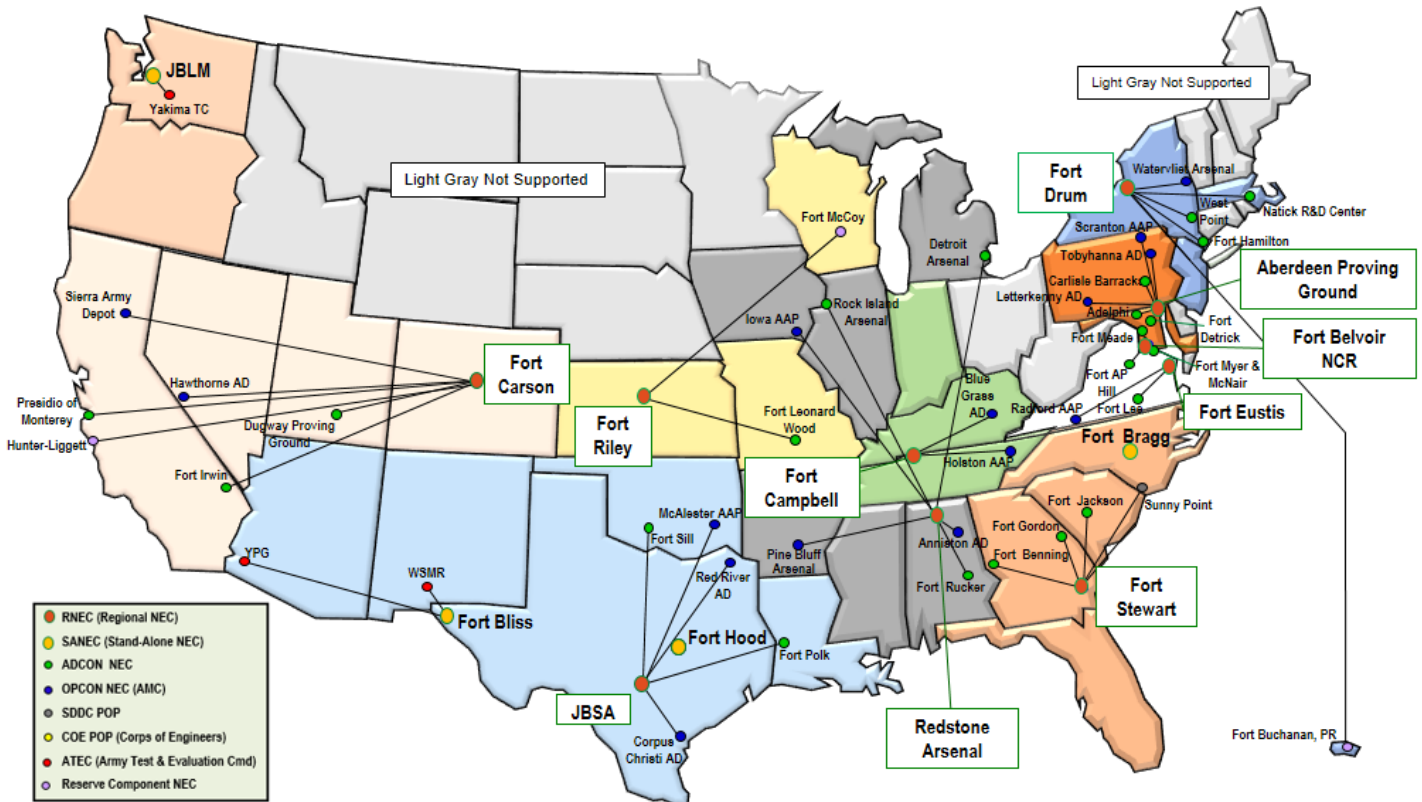 JBLM
Yakima TC
Light Gray Not Supported
Light Gray Not Supported
Fort
Drum
Watervliet Arsenal
West
Point
Natick R&D Center
Scranton AAP
Fort Hamilton
Tobyhanna AD
Carlisle Barrack
Letterkenny AD
Aberdeen Proving
Ground
Adelphi
Fort
Detrick
Fort Meade
Fort Belvoir
NCR
Fort AP
Hill
Fort Myer &
McNair
Fort Lee
Radford AAP
Fort Eustis
Fort McCoy
Detroit
Arsenal
Rock Island
Arsenal
Iowa AAP
Sierra Army
Depot
Fort
Carson
Hawthorne AD
Presidio of
Monterey
Hunter-Liggett
Dugway Proving
Ground
Fort Irwin
Fort
Riley
Fort Leonard
Wood
Blue
Grass
AD
Fort
Campbell
Holston AAP
Fort Bragg
Sunny Point
Fort Jackson
Fort Gordon
Fort Benning
Fort
Stewart
McAlester AAP
Fort Sill
Pine Bluff
Arsenal
Anniston AD
Fort Rucker
Red River
AD
YPG
WSMR
Fort Bliss
Fort Hood
Fort Polk
JBSA
Corpus
Christi AD
Redstone
Arsenal
Fort Buchanan, PR
RNEC (Regional NEC)
SANEC (Stand-Alone NEC)
ADCON NEC
OPCON NEC (AMC)
SDDC POP
COE POP (Corps of Engineers)
ATEC (Army Test & Evaluation Cmd)
Reserve Component NEC